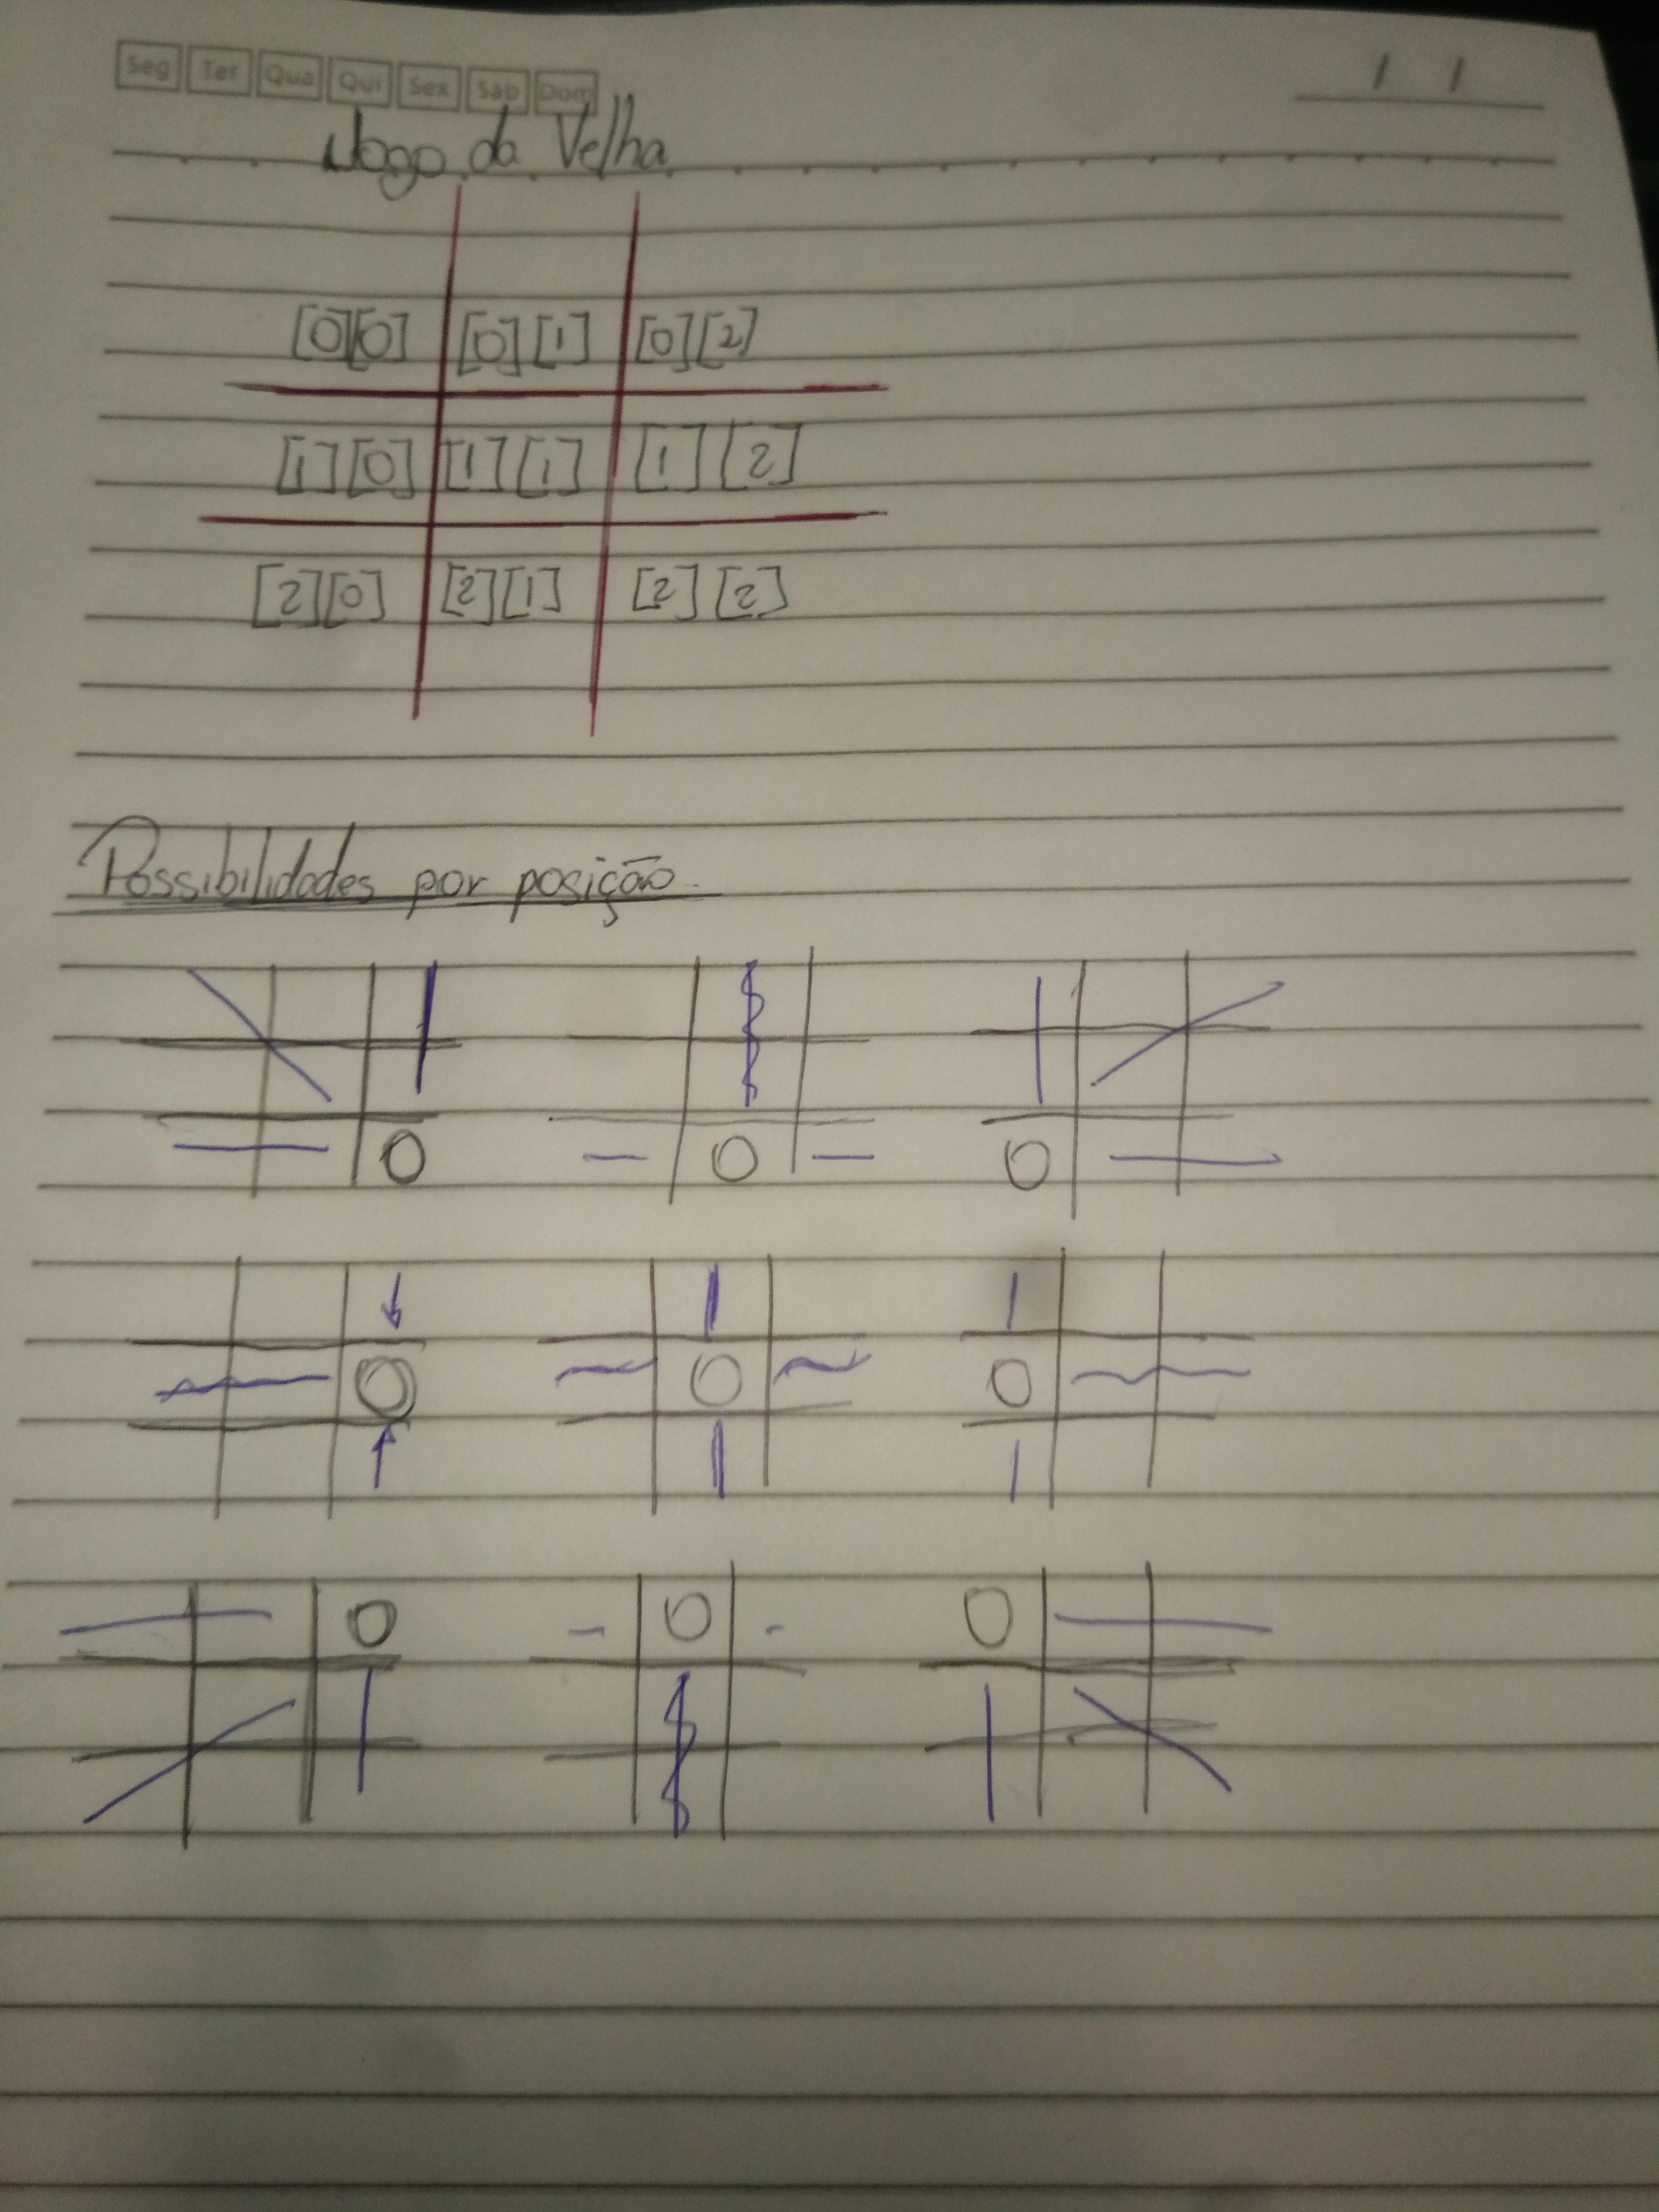 Seg Ter Qua Qui Sex Sáb Dom
/ /
Jogo da Velha
[0][0] [0][1] [0][2]
[1][0] [1][1] [1][2]
[2][0] [2][1] [2][2]
Possibilidades por posição.
O O O
O O O
O O O